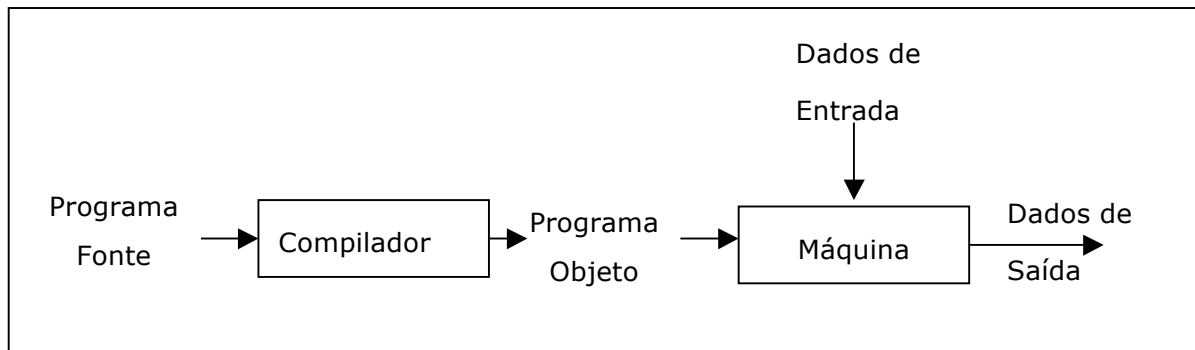 Dados de
Entrada
Programa
Fonte
Compilador
Programa
Objeto
Máquina
Dados de
Saída